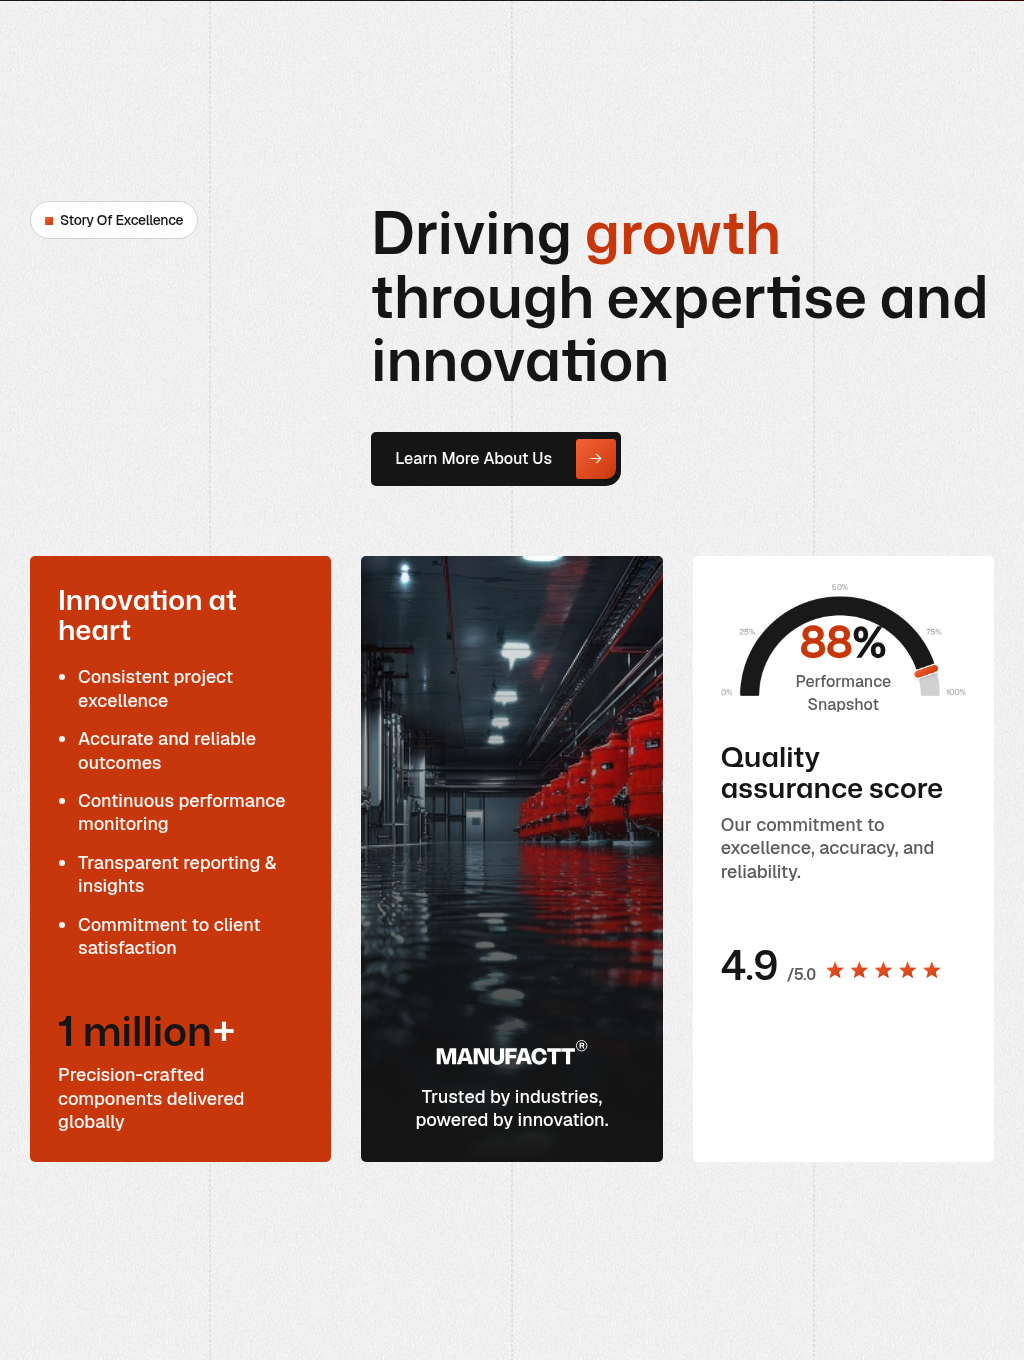 Story Of Excellence
Driving growth
through expertise and
innovation
Learn More About Us
Innovation at
heart
Consistent project
excellence
Accurate and reliable
outcomes
Continuous performance
monitoring
Transparent reporting &
insights
Commitment to client
satisfaction
1 million+
Precision-crafted
components delivered
globally
MANUFACTT®
Trusted by industries,
powered by innovation.
50%
25%
75%
0%
100%
88%
Performance
Snapshot
Quality
assurance score
Our commitment to
excellence, accuracy, and
reliability.
4.9 /5.0